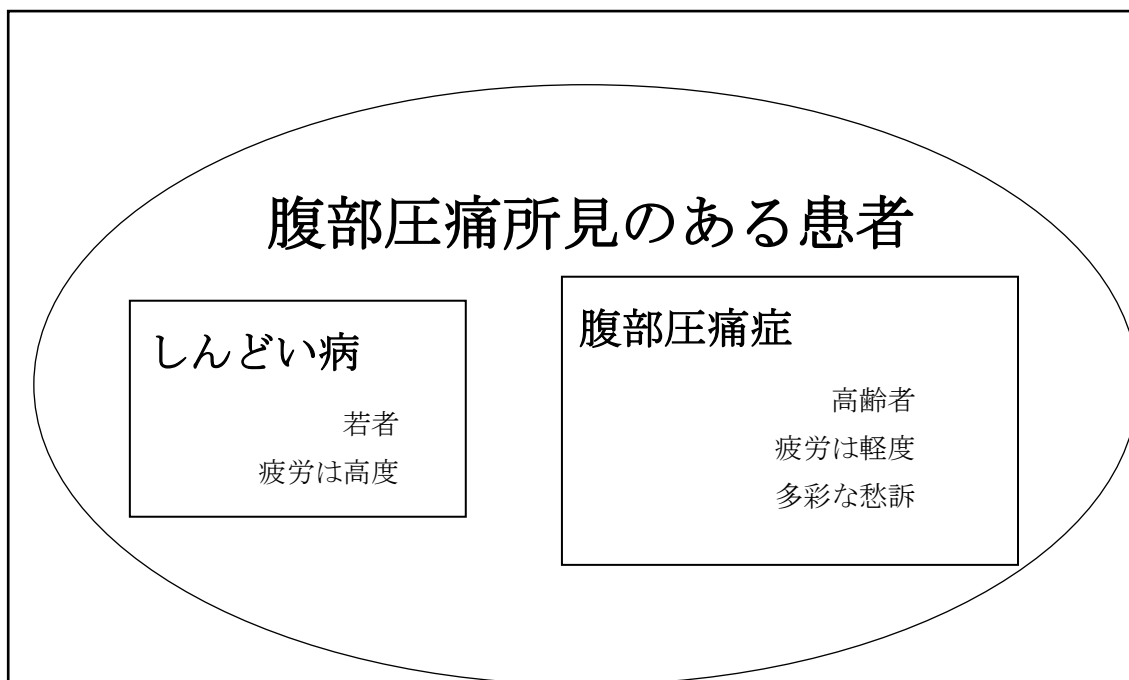 腹部圧痛所見のある患者
しんどい病
若者
疲労は高度
腹部圧痛症
高齢者
疲労は軽度
多彩な愁訴